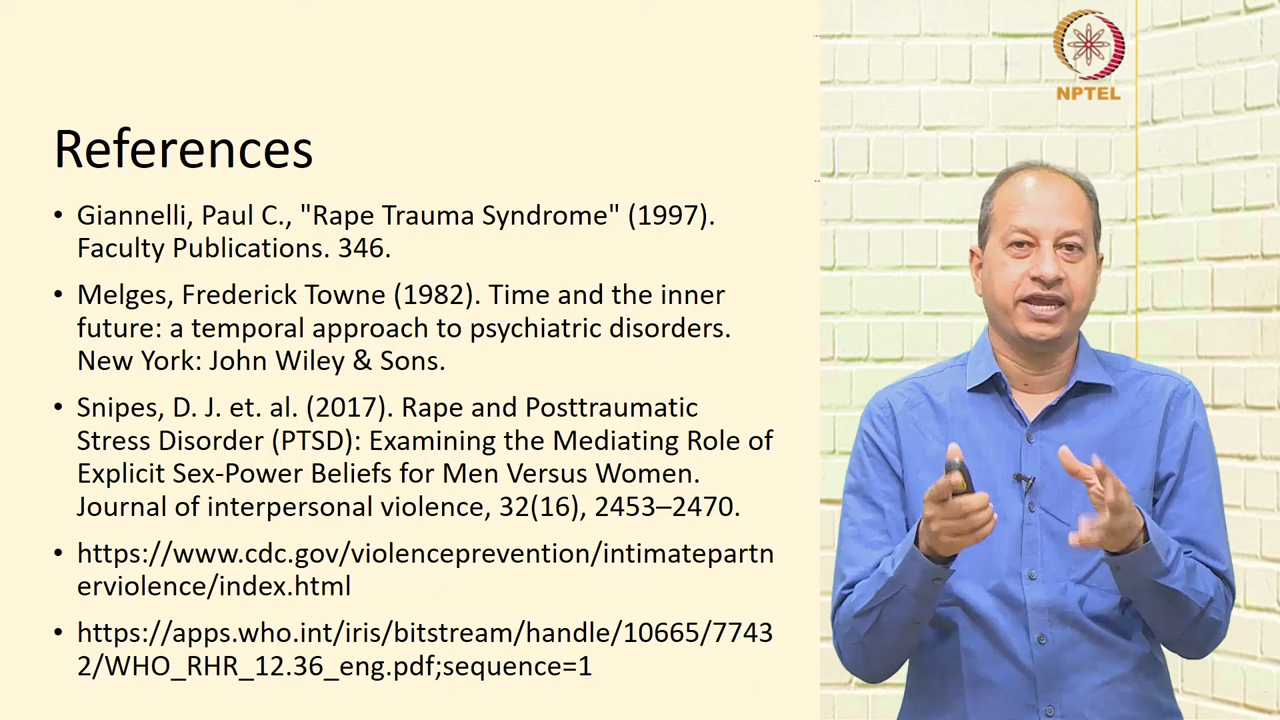 NPTEL
References
• Giannelli, Paul C., "Rape Trauma Syndrome" (1997).
Faculty Publications. 346.
• Melges, Frederick Towne (1982). Time and the inner
future: a temporal approach to psychiatric disorders.
New York: John Wiley & Sons.
• Snipes, D. J. et. al. (2017). Rape and Posttraumatic
Stress Disorder (PTSD): Examining the Mediating Role of
Explicit Sex-Power Beliefs for Men Versus Women.
Journal of interpersonal violence, 32(16), 2453–2470.
• https://www.cdc.gov/violenceprevention/intimatepartn
erviolence/index.html
• https://apps.who.int/iris/bitstream/handle/10665/7743
2/WHO_RHR_12.36_eng.pdf;sequence=1